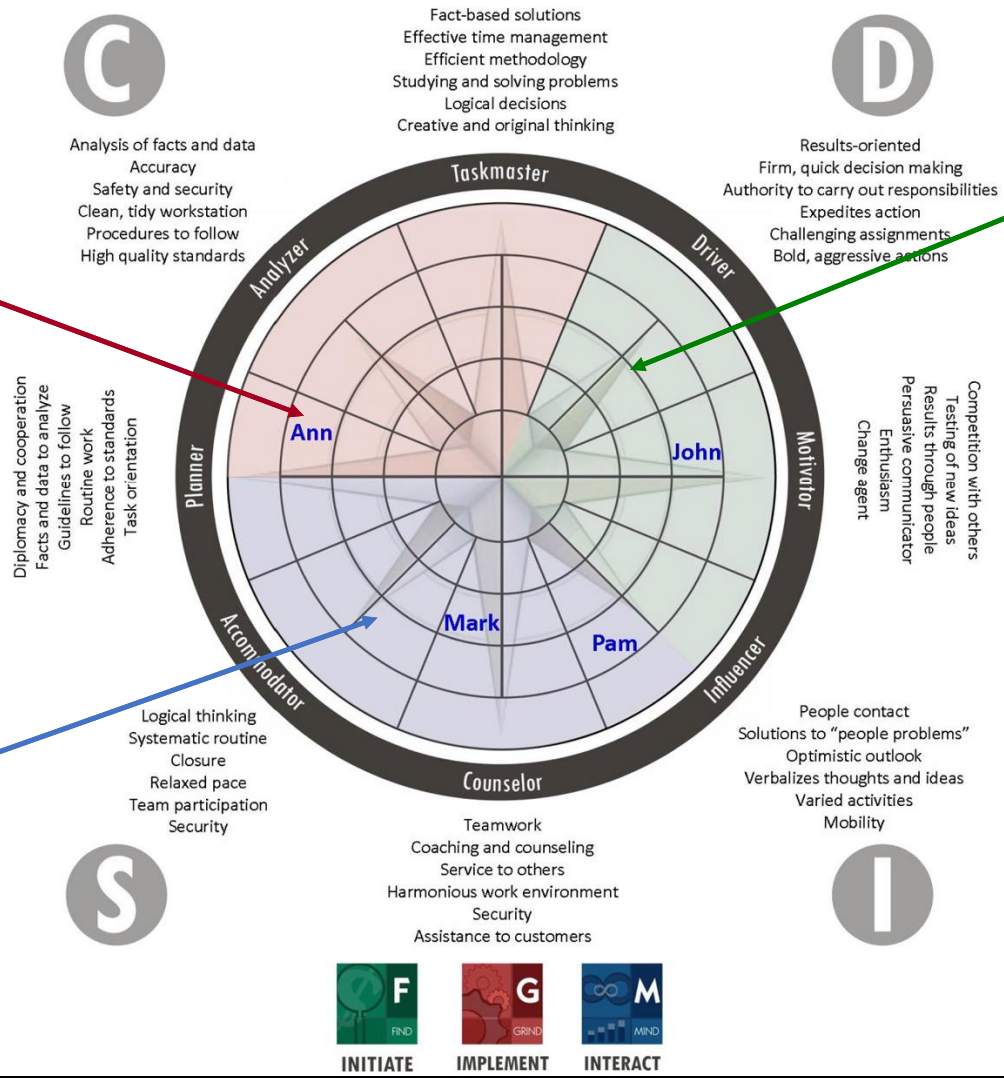 C
Analysis of facts and data
Accuracy
Safety and security
Clean, tidy workstation
Procedures to follow
High quality standards
Fact-based solutions
Effective time management
Efficient methodology
Studying and solving problems
Logical decisions
Creative and original thinking
D
Results-oriented
Firm, quick decision making
Authority to carry out responsibilities
Expedites action
Challenging assignments
Bold, aggressive actions
Taskmaster
Analyzer
Driver
Planner
Motivator
Accommodator
Influencer
Counselor
Ann
John
Mark
Pam
Diplomacy and cooperation
Facts and data to analyze
Guidelines to follow
Routine work
Adherence to standards
Task orientation
Competition with others
Testing of new ideas
Results through people
Persuasive communicator
Enthusiasm
Change agent
Logical thinking
Systematic routine
Closure
Relaxed pace
Team participation
Security
S
Teamwork
Coaching and counseling
Service to others
Harmonious work environment
Security
Assistance to customers
People contact
Solutions to “people problems”
Optimistic outlook
Verbalizes thoughts and ideas
Varied activities
Mobility
I
F
FIND
INITIATE
G
GRIND
IMPLEMENT
M
MIND
INTERACT